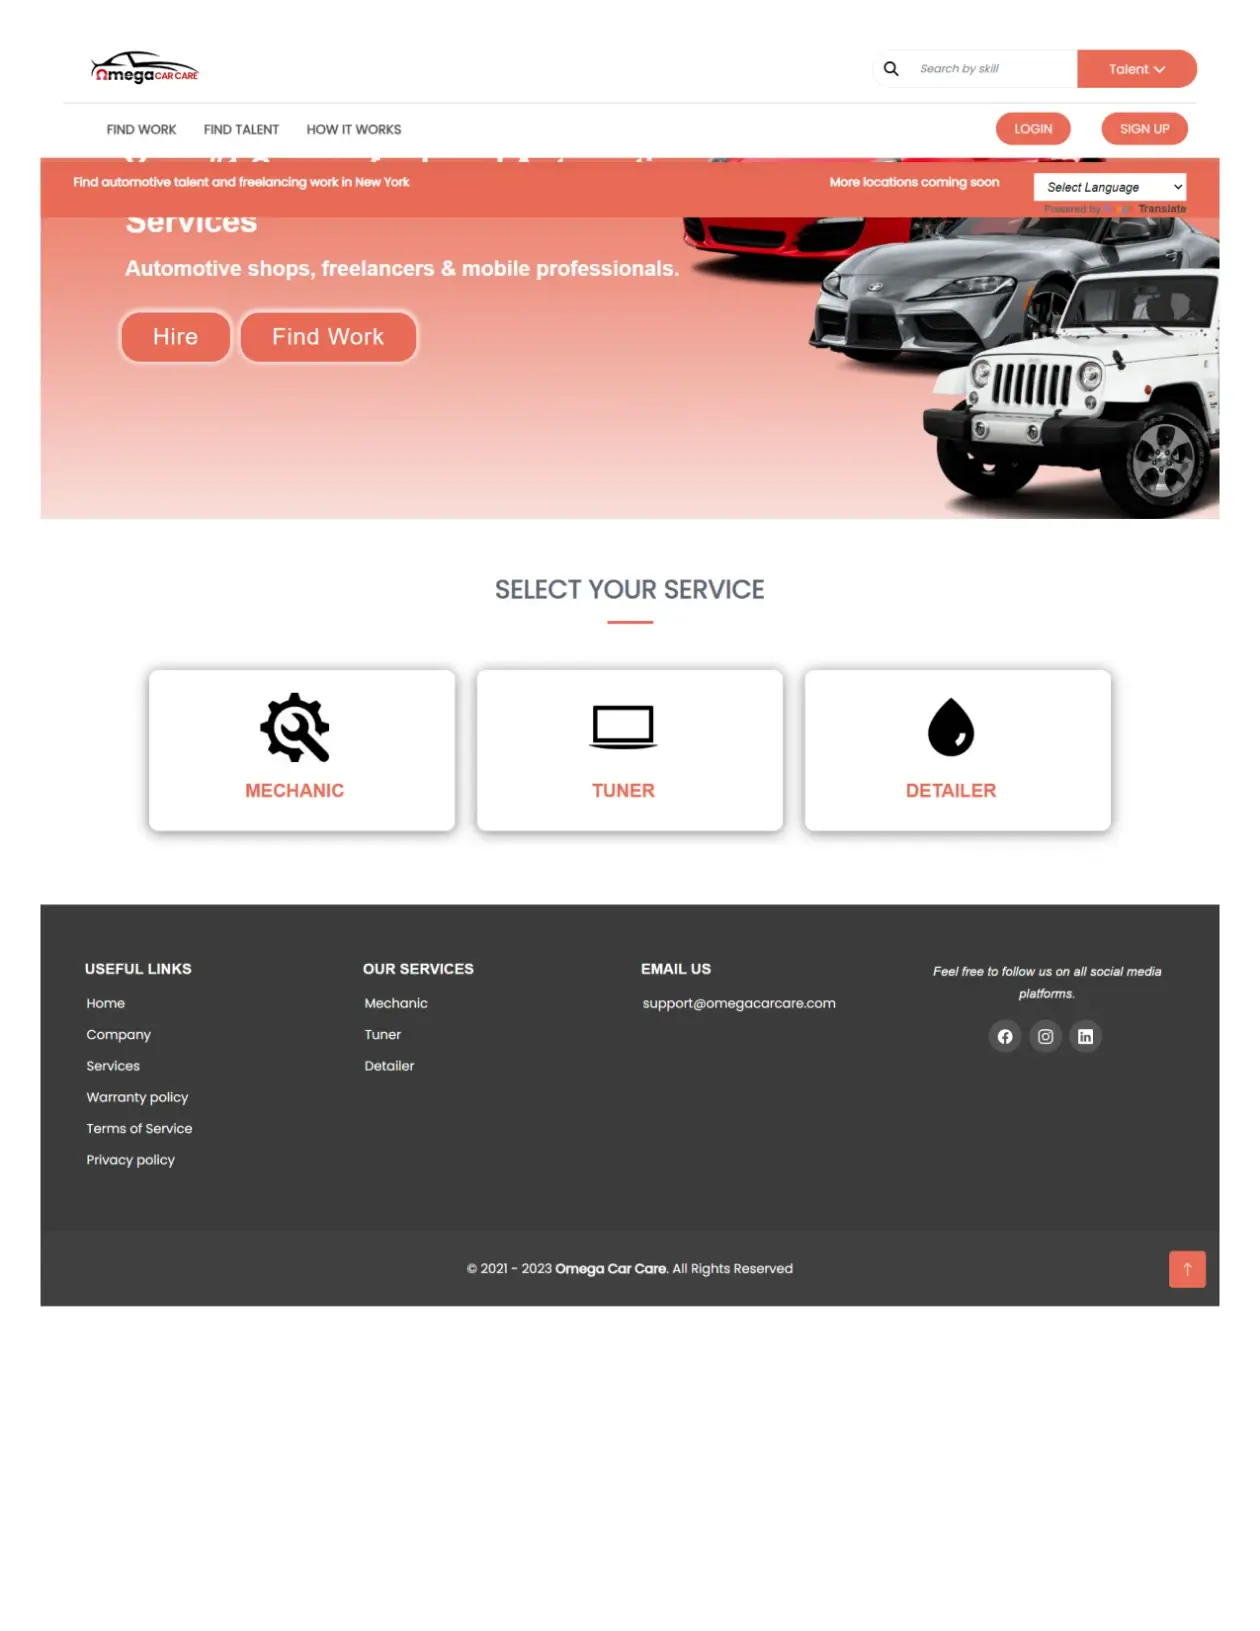 Ωmega CAR CARE
Search by skill
Talent
FIND WORK FIND TALENT HOW IT WORKS
LOGIN SIGN UP
Find automotive talent and freelancing work in New York
More locations coming soon
Select Language
Powered by Translate
Services
Automotive shops, freelancers & mobile professionals.
Hire Find Work
SELECT YOUR SERVICE
MECHANIC
TUNER
DETAILER
USEFUL LINKS
Home
Company
Services
Warranty policy
Terms of Service
Privacy policy
OUR SERVICES
Mechanic
Tuner
Detailer
EMAIL US
support@omegacarcare.com
Feel free to follow us on all social media
platforms.
© 2021 - 2023 Omega Car Care. All Rights Reserved